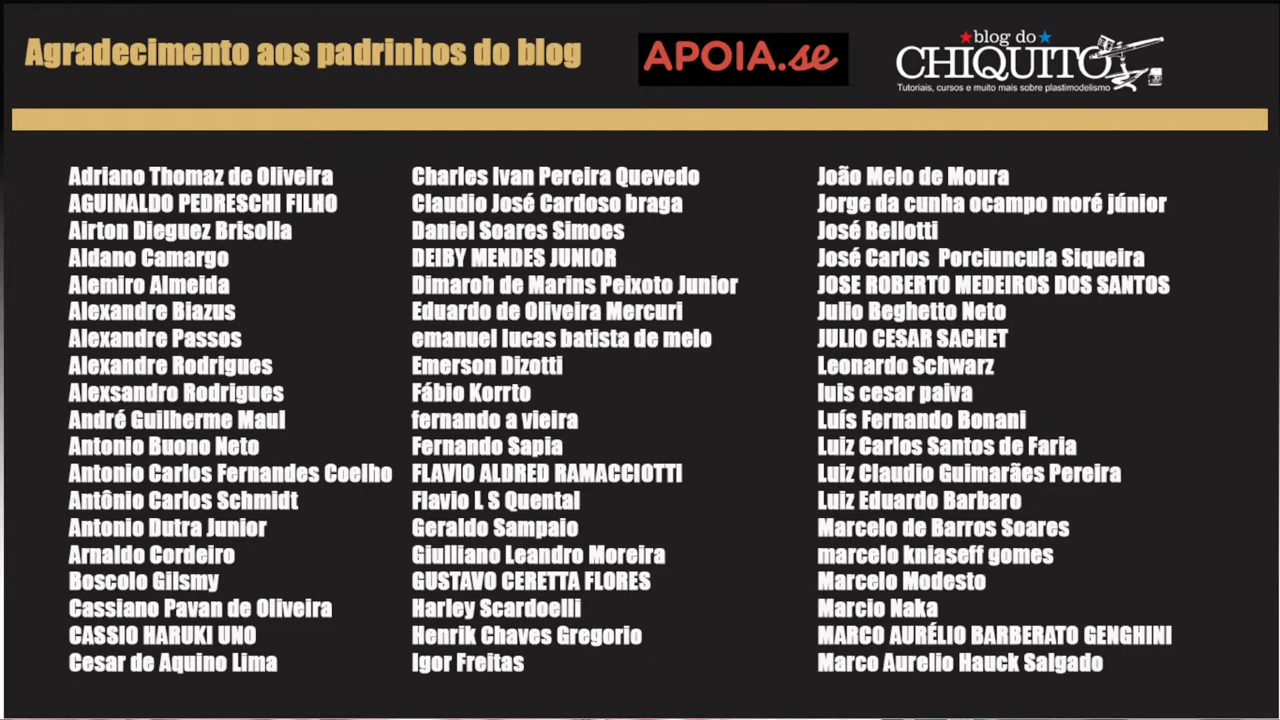 Agradecimento aos padrinhos do blog
APOIA.se
blog do
CHIQUITO
Tutoriais, cursos e muito mais sobre plastimodelismo
Adriano Thomaz de Oliveira
AGUINALDO PEDRESCHI FILHO
Airton Dieguez Brisolla
Aldano Camargo
Alemiro Almeida
Alexandre Biazus
Alexandre Passos
Alexandre Rodrigues
Alexsandro Rodrigues
André Guilherme Maul
Antonio Buono Neto
Antonio Carlos Fernandes Coelho
Antônio Carlos Schmidt
Antonio Dutra Junior
Arnaldo Cordeiro
Boscolo Gilsmy
Cassiano Pavan de Oliveira
CASSIO HARUKI UNO
Cesar de Aquino Lima
Charles Ivan Pereira Quevedo
Claudio José Cardoso braga
Daniel Soares Simoes
DEIBY MENDES JUNIOR
Dimaroh de Marins Peixoto Junior
Eduardo de Oliveira Mercuri
emanuel lucas batista de melo
Emerson Dizotti
Fábio Korrto
fernando a vieira
Fernando Sapia
FLAVIO ALDRED RAMACCIOTTI
Flavio L S Quental
Geraldo Sampaio
Giulliano Leandro Moreira
GUSTAVO CERETTA FLORES
Harley Scardoelli
Henrik Chaves Gregorio
Igor Freitas
João Melo de Moura
Jorge da cunha ocampo moré júnior
José Bellotti
José Carlos  Porciuncula Siqueira
JOSE ROBERTO MEDEIROS DOS SANTOS
Julio Beghetto Neto
JULIO CESAR SACHET
Leonardo Schwarz
luis cesar paiva
Luís Fernando Bonani
Luiz Carlos Santos de Faria
Luiz Claudio Guimarães Pereira
Luiz Eduardo Barbaro
Marcelo de Barros Soares
marcelo kniaseff gomes
Marcelo Modesto
Marcio Naka
MARCO AURÉLIO BARBERATO GENGHINI
Marco Aurelio Hauck Salgado